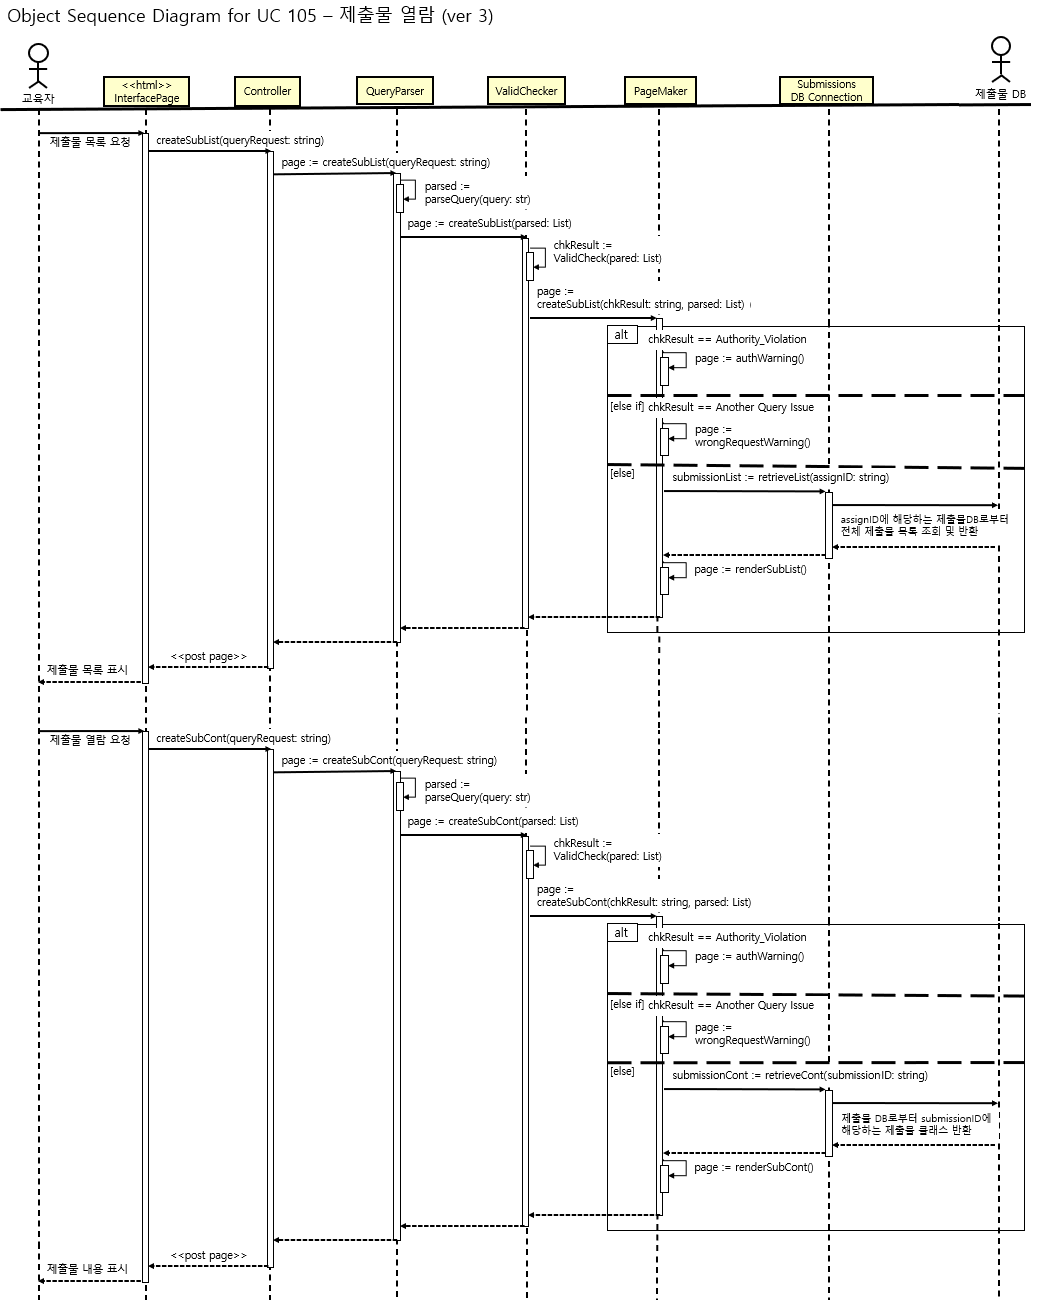 Object Sequence Diagram for UC 105 – 제출물 열람 (ver 3)
교육자
<<html>>
InterfacePage
Controller
QueryParser
ValidChecker
PageMaker
Submissions
DB Connection
제출물 DB
제출물 목록 요청
createSubList(queryRequest: string)
page := createSubList(queryRequest: string)
parsed :=
parseQuery(query: str)
page := createSubList(parsed: List)
chkResult :=
ValidCheck(pared: List)
page :=
createSubList(chkResult: string, parsed: List)
alt
chkResult == Authority_Violation
page := authWarning()
[else if] chkResult == Another Query Issue
page :=
wrongRequestWarning()
[else]
submissionList := retrieveList(assignID: string)
assignID에 해당하는 제출물DB로부터
전체 제출물 목록 조회 및 반환
page := renderSubList()
<<post page>>
제출물 목록 표시
제출물 열람 요청
createSubCont(queryRequest: string)
page := createSubCont(queryRequest: string)
parsed :=
parseQuery(query: str)
page := createSubCont(parsed: List)
chkResult :=
ValidCheck(pared: List)
page :=
createSubCont(chkResult: string, parsed: List)
alt
chkResult == Authority_Violation
page := authWarning()
[else if] chkResult == Another Query Issue
page :=
wrongRequestWarning()
[else]
submissionCont := retrieveCont(submissionID: string)
제출물 DB로부터 submissionID에
해당하는 제출물 클래스 반환
page := renderSubCont()
<<post page>>
제출물 내용 표시